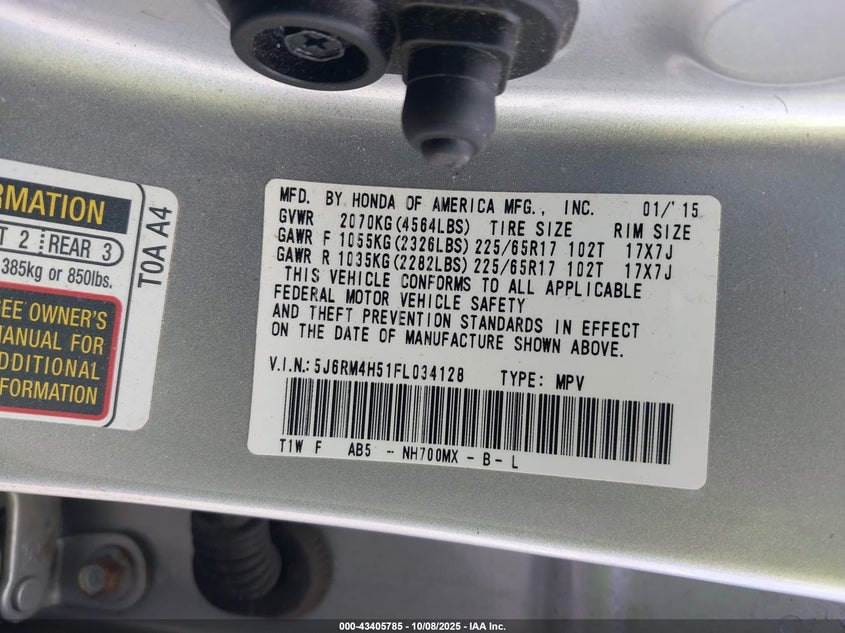 RMATION
T 2 REAR 3
385kg or 850lbs.
EE OWNER'S
MANUAL FOR
DDITIONAL
FORMATION
T0A A4
MFD. BY HONDA OF AMERICA MFG., INC. 01/'15
GVWR 2070KG(4564LBS) TIRE SIZE RIM SIZE
GAWR F 1055KG(2326LBS) 225/65R17 102T 17X7J
GAWR R 1035KG(2282LBS) 225/65R17 102T 17X7J
THIS VEHICLE CONFORMS TO ALL APPLICABLE
FEDERAL MOTOR VEHICLE SAFETY
AND THEFT PREVENTION STANDARDS IN EFFECT
ON THE DATE OF MANUFACTURE SHOWN ABOVE.
V.I.N.: 5J6RM4H51FL034128 TYPE: MPV
T1W F AB5 - NH700MX - B - L
000-43405785 - 10/08/2025 - IAA Inc.